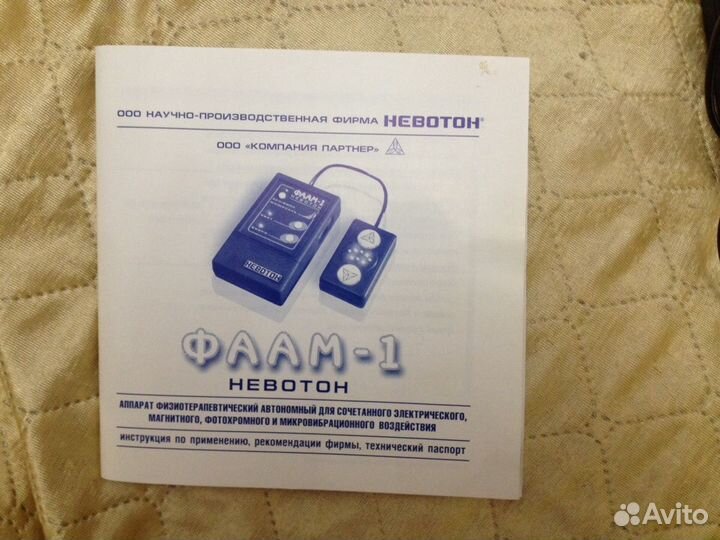 ООО НАУЧНО-ПРОИЗВОДСТВЕННАЯ ФИРМА НЕВОТОН®
ООО «КОМПАНИЯ ПАРТНЕР»
ФААМ-1
НЕВОТОН
НЕВОТОН
ФААМ-1
НЕВОТОН
АППАРАТ ФИЗИОТЕРАПЕВТИЧЕСКИЙ АВТОНОМНЫЙ ДЛЯ СОЧЕТАННОГО ЭЛЕКТРИЧЕСКОГО,
МАГНИТНОГО, ФОТОХРОМНОГО И МИКРОВИБРАЦИОННОГО ВОЗДЕЙСТВИЯ
инструкция по применению, рекомендации фирмы, технический паспорт
Avito